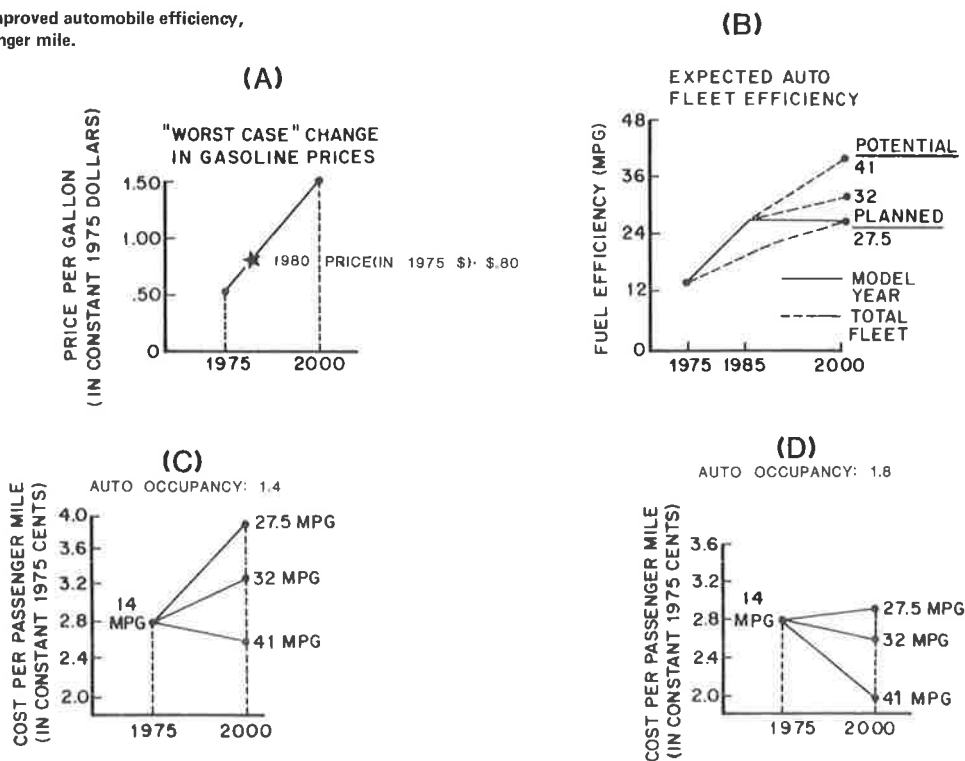 proved automobile efficiency,
nger mile.
(A)
"WORST CASE" CHANGE
IN GASOLINE PRICES
PRICE PER GALLON
(IN CONSTANT 1975 DOLLARS)
1.50
1.00
.50
0
1980 PRICE(IN 1975 $)· $.80
1975 2000
(B)
EXPECTED AUTO
FLEET EFFICIENCY
FUEL EFFICIENCY (MPG)
48
36
24
12
0
POTENTIAL
41
32
PLANNED
27.5
MODEL
YEAR
TOTAL
FLEET
1975 1985 2000
(C)
AUTO OCCUPANCY: 1.4
COST PER PASSENGER MILE
(IN CONSTANT 1975 CENTS)
4.0
3.6
3.2
2.8
2.4
2.0
14
MPG
27.5 MPG
32 MPG
41 MPG
1975 2000
(D)
AUTO OCCUPANCY: 1.8
COST PER PASSENGER MILE
(IN CONSTANT 1975 CENTS)
3.6
3.2
2.8
2.4
2.0
14
MPG
27.5 MPG
32 MPG
41 MPG
1975 2000